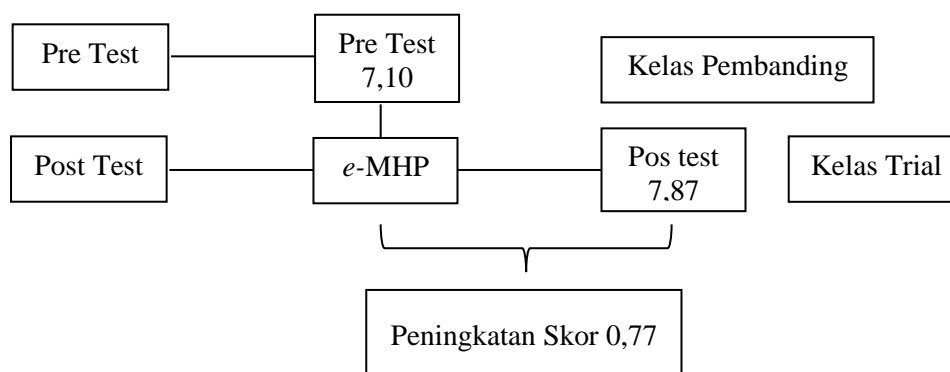 Pre Test
Pre Test
7,10
Kelas Pembanding
Post Test
e-MHP
Pos test
7,87
Kelas Trial
Peningkatan Skor 0,77